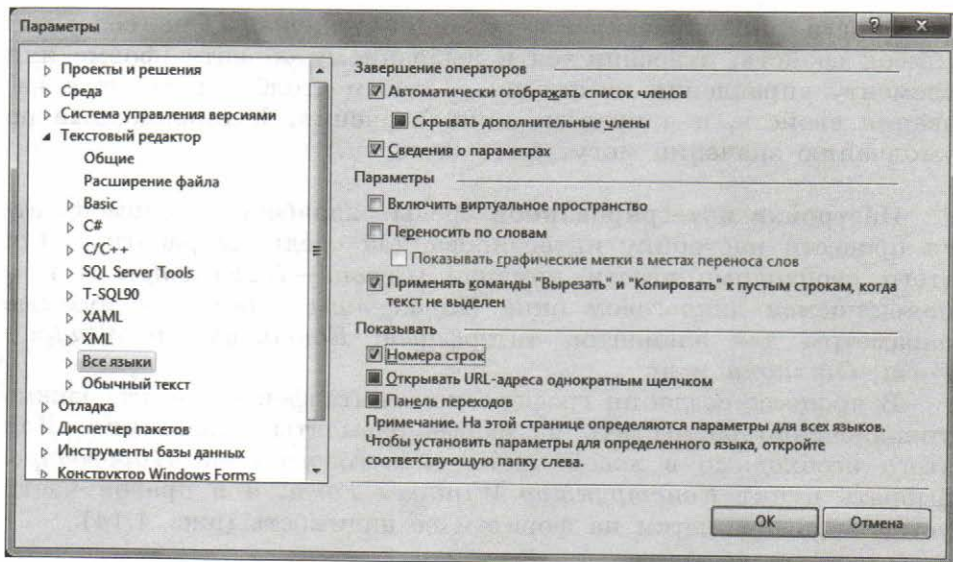 Параметры
Проекты и решения
Среда
Система управления версиями
Текстовый редактор
Общие
Расширение файла
Basic
C#
C/C++
SQL Server Tools
T-SQL90
XAML
XML
Все языки
Обычный текст
Отладка
Диспетчер пакетов
Инструменты базы данных
Конструктор Windows Forms
Завершение операторов
Автоматически отображать список членов
Скрывать дополнительные члены
Сведения о параметрах
Параметры
Включить виртуальное пространство
Переносить по словам
Показывать графические метки в местах переноса слов
Применять команды "Вырезать" и "Копировать" к пустым строкам, когда
текст не выделен
Показывать
Номера строк
Открывать URL-адреса однократным щелчком
Панель переходов
Примечание. На этой странице определяются параметры для всех языков.
Чтобы установить параметры для определенного языка, откройте
соответствующую папку слева.
OK
Отмена